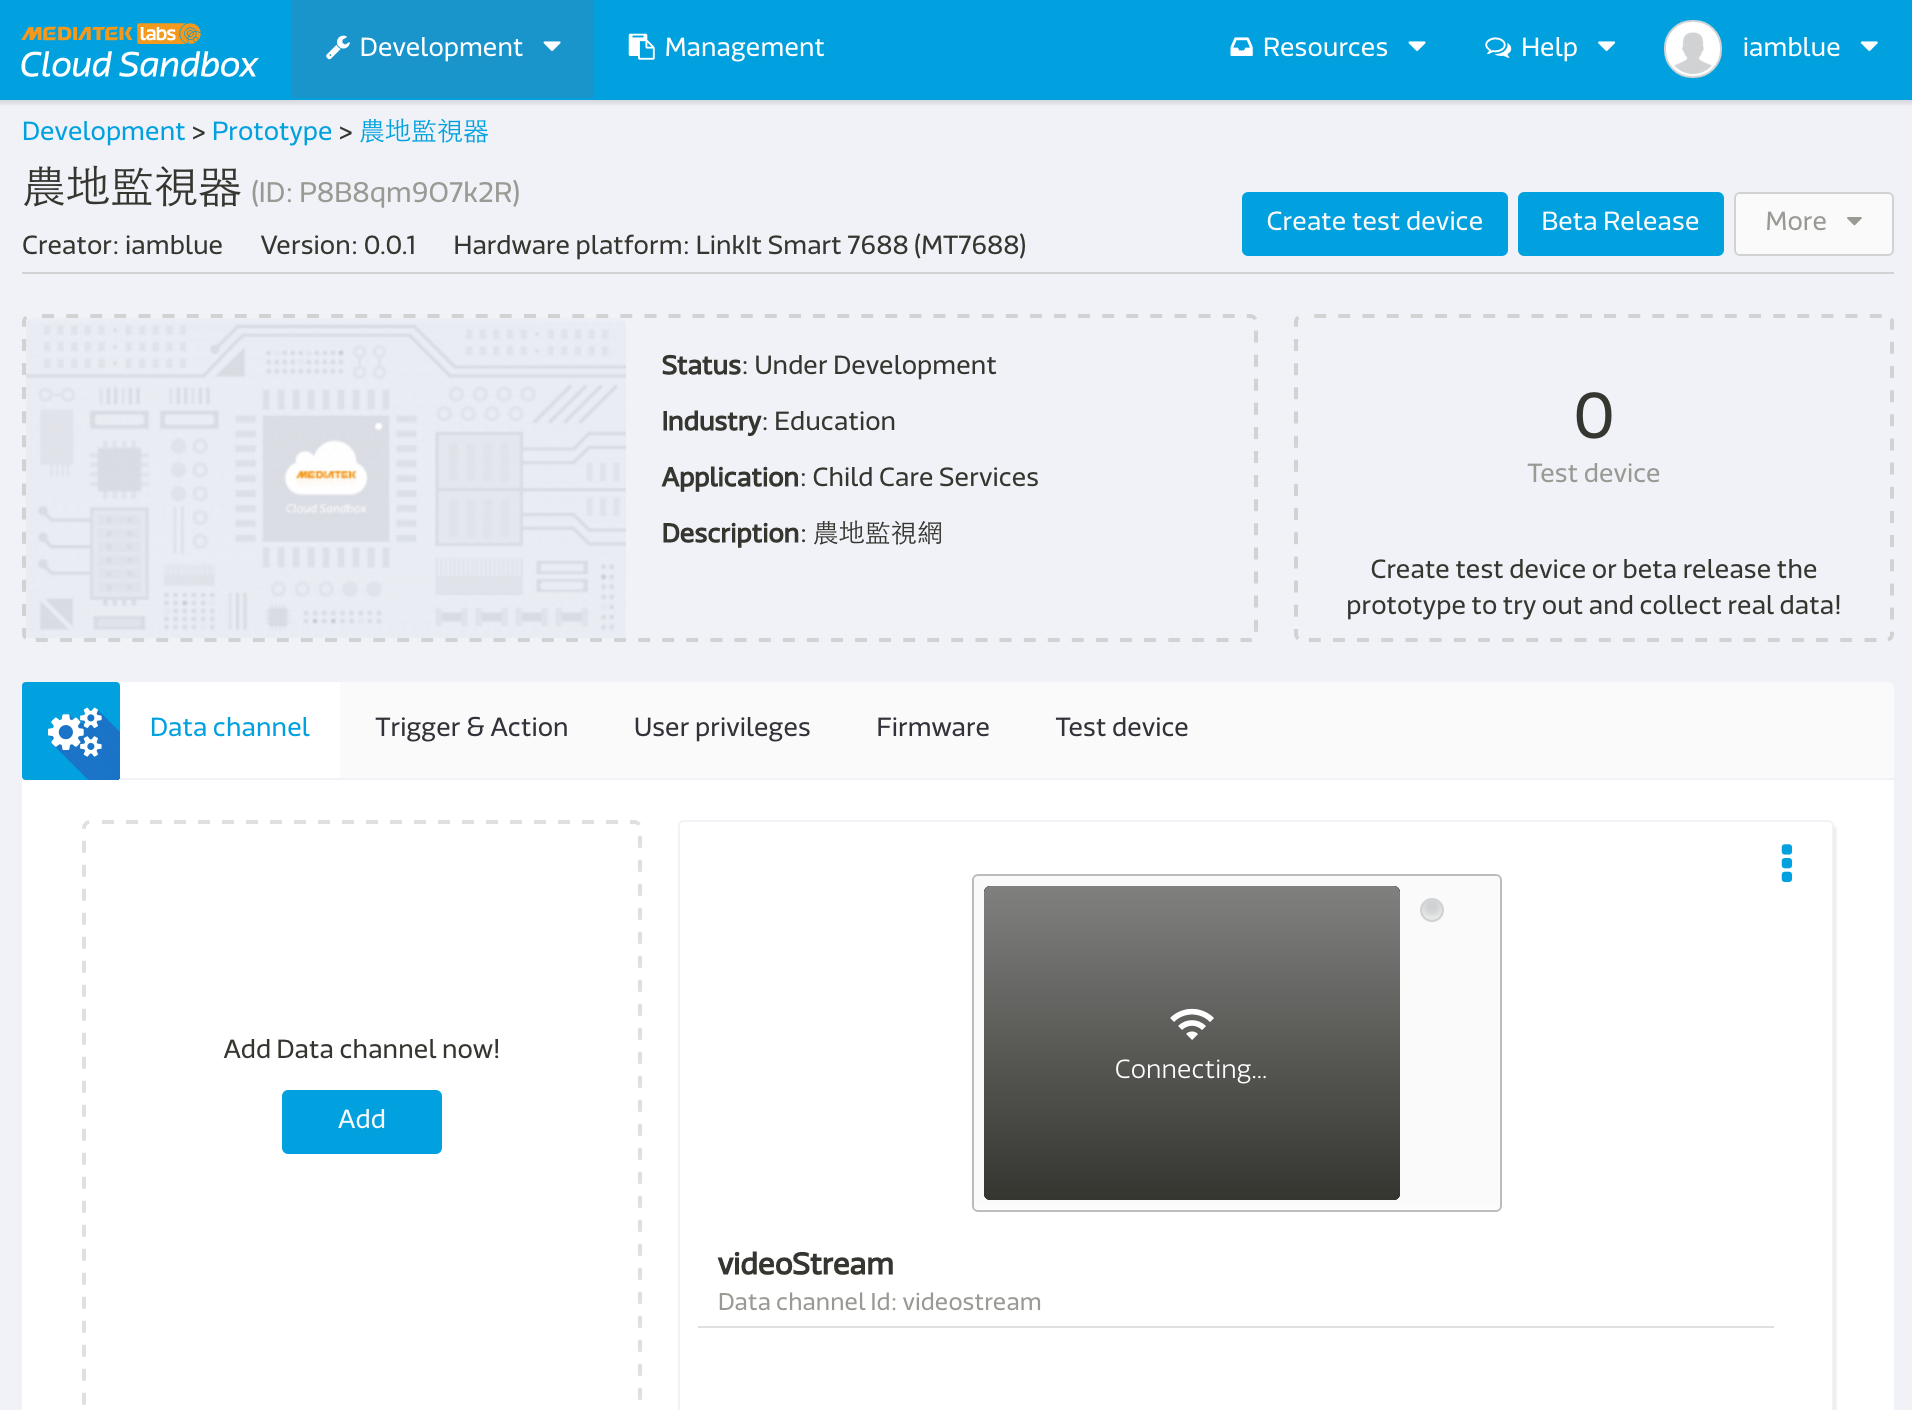 MEDIATEK labs
Cloud Sandbox
Development
Management
Resources
Help
iamblue
Development > Prototype > 農地監視器
農地監視器 (ID: P8B8qm9O7k2R)
Creator: iamblue Version: 0.0.1 Hardware platform: LinkIt Smart 7688 (MT7688)
Create test device
Beta Release
More
MEDIATEK
Cloud Sandbox
Status: Under Development
Industry: Education
Application: Child Care Services
Description: 農地監視網
0
Test device
Create test device or beta release the
prototype to try out and collect real data!
Data channel
Trigger & Action
User privileges
Firmware
Test device
Add Data channel now!
Add
Connecting...
videoStream
Data channel Id: videostream